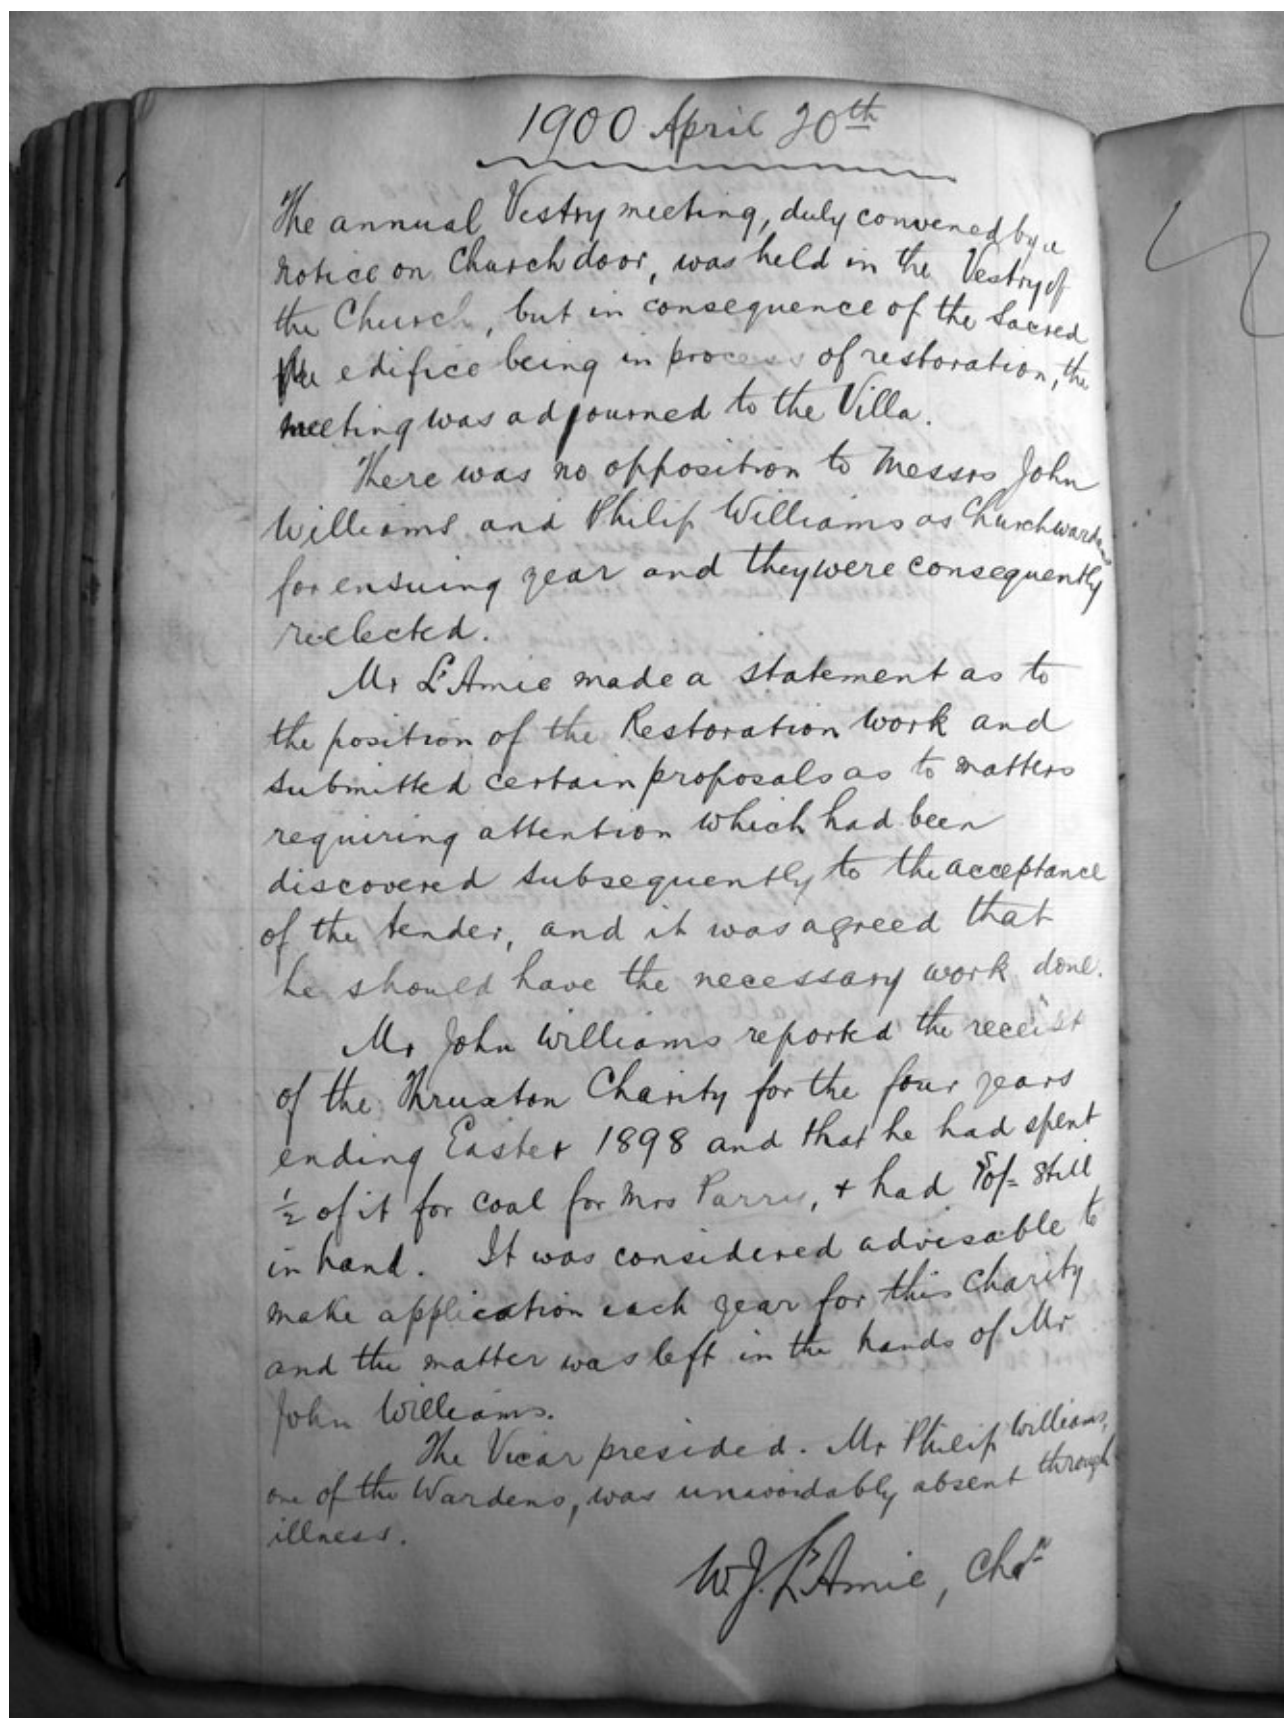 1900 April 20th
The annual Vestry meeting, duly convened by a
notice on Church door, was held in the Vestry of
the Church, but in consequence of the Sacred
edifice being in process of restoration, the
meeting was adjourned to the Villa.
There was no opposition to Messrs John
Williams and Philip Williams as Churchwardens
for ensuing year and they were consequently
reelected.
Mr L'Amie made a statement as to
the position of the Restoration work and
submitted certain proposals as to matters
requiring attention which had been
discovered subsequently to the acceptance
of the tender, and it was agreed that
he should have the necessary work done.
Mr John Williams reported the receist
of the Thruxton Charity for the four years
ending Easter 1898 and that he had spent
½ of it for coal for Mrs Parry, + had still
in hand. It was considered advisable to
make application each year for this Charity
and the matter was left in the hands of Mr
John Williams.
The Vicar presided. Mr Philip Williams,
one of the Wardens, was unavoidably absent through
illness.
W. J. L'Amie, Chn